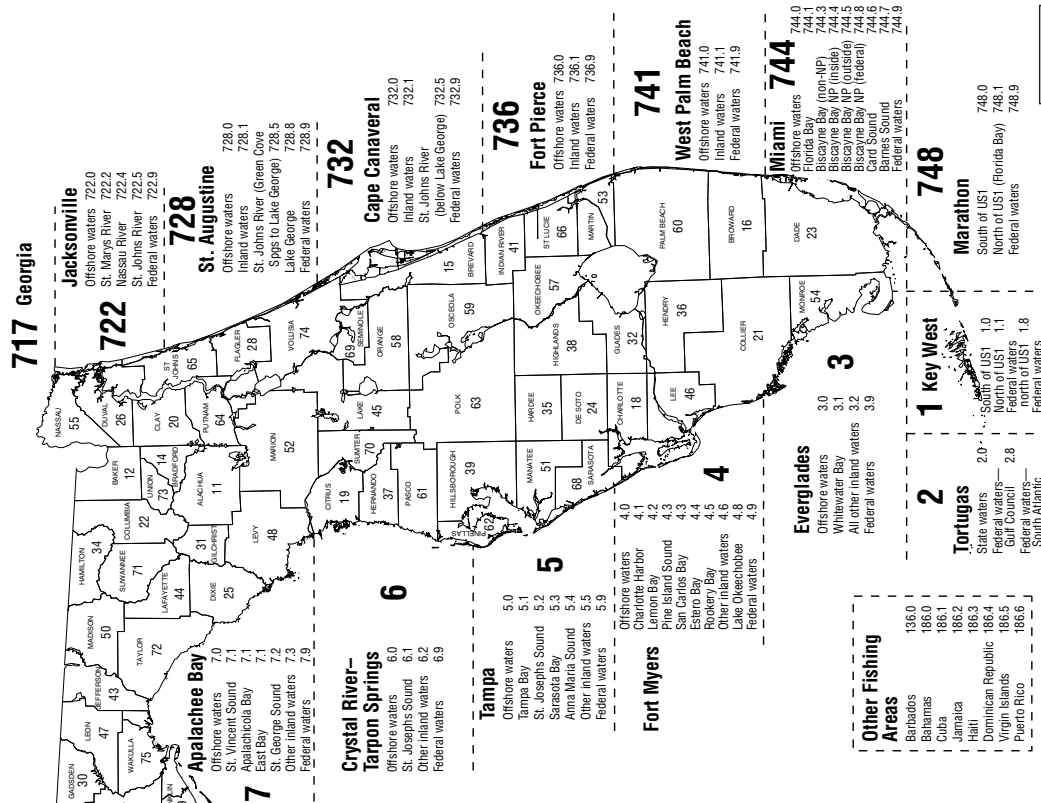 717 Georgia
Jacksonville
722
Offshore waters 722.0
St. Marys River 722.2
Nassau River 722.4
St. Johns River 722.5
Federal waters 722.9
728
St. Augustine
Offshore waters 728.0
Inland waters 728.1
St. Johns River (Green Cove
Spgs to Lake George) 728.5
Lake George 728.8
Federal waters 728.9
732
Cape Canaveral
Offshore waters 732.0
Inland waters 732.1
St. Johns River
(below Lake George) 732.5
Federal waters 732.9
736
Fort Pierce
Offshore waters 736.0
Inland waters 736.1
Federal waters 736.9
741
West Palm Beach
Offshore waters 741.0
Inland waters 741.1
Federal waters 741.9
Miami 744
Offshore waters 744.0
Florida Bay 744.1
Biscayne Bay (non-NP) 744.3
Biscayne Bay NP (inside) 744.4
Biscayne Bay NP (outside) 744.5
Biscayne Bay NP (federal) 744.8
Card Sound 744.6
Barnes Sound 744.7
Federal waters 744.9
748
Marathon
South of US1 748.0
North of US1 (Florida Bay) 748.1
Federal waters 748.9
1 Key West
South of US1 1.0
North of US1 1.1
Federal waters
north of US1 1.8
Federal waters
2
Tortugas
State waters 2.0
Federal waters—
Gulf Council 2.8
Federal waters—
South Atlantic
3
Everglades
Offshore waters 3.0
Whitewater Bay 3.1
All other inland waters 3.2
Federal waters 3.9
4
Fort Myers
Offshore waters 4.0
Charlotte Harbor 4.1
Lemon Bay 4.2
Pine Island Sound 4.3
San Carlos Bay 4.3
Estero Bay 4.4
Rookery Bay 4.5
Other inland waters 4.6
Lake Okeechobee 4.8
Federal waters 4.9
5
Tampa
Offshore waters 5.0
Tampa Bay 5.1
St. Josephs Sound 5.2
Sarasota Bay 5.3
Anna Maria Sound 5.4
Other inland waters 5.5
Federal waters 5.9
6
Crystal River–
Tarpon Springs
Offshore waters 6.0
St. Josephs Sound 6.1
Other inland waters 6.2
Federal waters 6.9
7
Apalachee Bay
Offshore waters 7.0
St. Vincent Sound 7.1
Apalachicola Bay 7.1
East Bay 7.1
St. George Sound 7.2
Other inland waters 7.3
Federal waters 7.9
Other Fishing
Areas
Barbados 136.0
Bahamas 186.0
Cuba 186.1
Jamaica 186.2
Haiti 186.3
Dominican Republic 186.4
Virgin Islands 186.5
Puerto Rico 186.6
GADSDEN
30
LEON
47
WAKULLA
75
JEFFERSON
43
MADISON
50
TAYLOR
72
HAMILTON
34
SUWANNEE
71
LAFAYETTE
44
DIXIE
25
COLUMBIA
22
GILCHRIST
31
LEVY
48
BAKER
12
UNION
73
BRADFORD
14
ALACHUA
11
NASSAU
55
DUVAL
26
CLAY
20
ST
JOHNS
65
PUTNAM
64
FLAGLER
28
MARION
52
VOLUSIA
74
CITRUS
19
SUMTER
70
LAKE
45
SEMINOLE
69
ORANGE
58
HERNANDO
37
PASCO
61
HILLSBOROUGH
39
PINELLAS
62
POLK
63
OSCEOLA
59
BREVARD
15
INDIAN RIVER
41
MANATEE
51
HARDEE
35
HIGHLANDS
38
OKEECHOBEE
57
ST LUCIE
66
SARASOTA
68
DE SOTO
24
MARTIN
53
CHARLOTTE
18
GLADES
32
PALM BEACH
60
LEE
46
HENDRY
36
BROWARD
16
COLLIER
21
MONROE
54
DADE
23